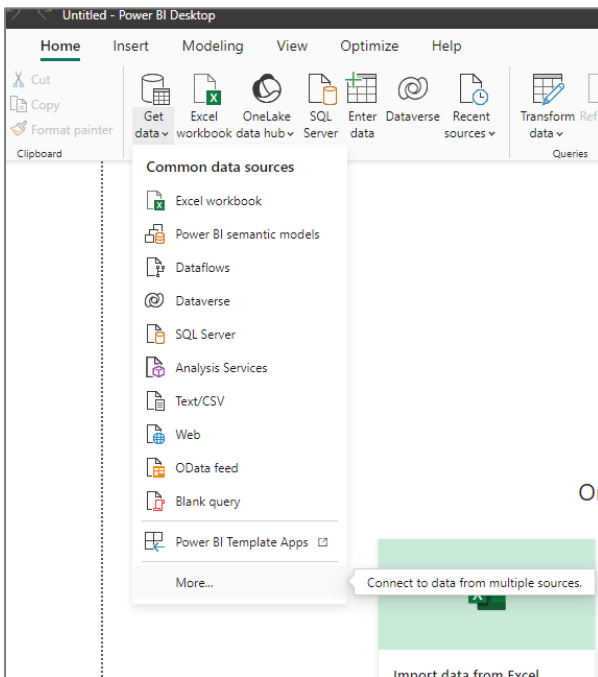 Untitled - Power BI Desktop
Home Insert Modeling View Optimize Help
Cut
Copy
Format painter
Clipboard
Get data
Excel workbook
OneLake data hub
SQL Server
Enter data
Dataverse
Recent sources
Transform data
Ref
Queries
Common data sources
Excel workbook
Power BI semantic models
Dataflows
Dataverse
SQL Server
Analysis Services
Text/CSV
Web
OData feed
Blank query
Power BI Template Apps
More...
Connect to data from multiple sources.
Import data from Excel